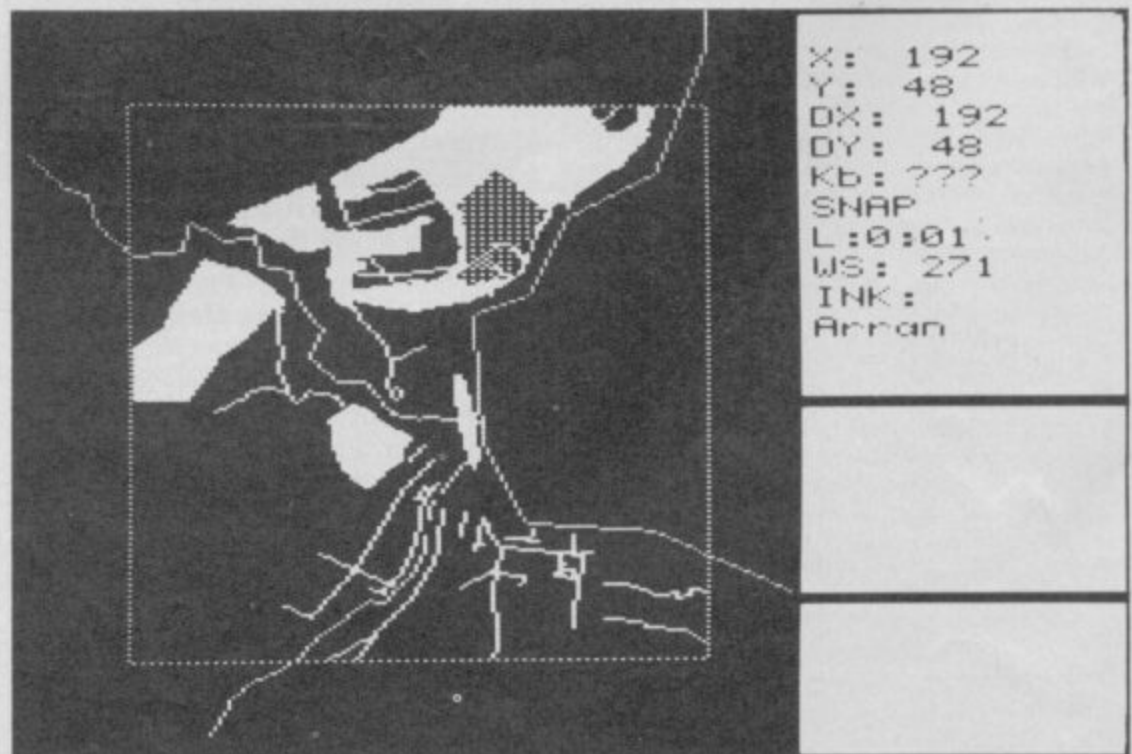 X: 192
Y: 48
DX: 192
DY: 48
Kb: ???
SNAP
L:0:01
WS: 271
INK:
Arran